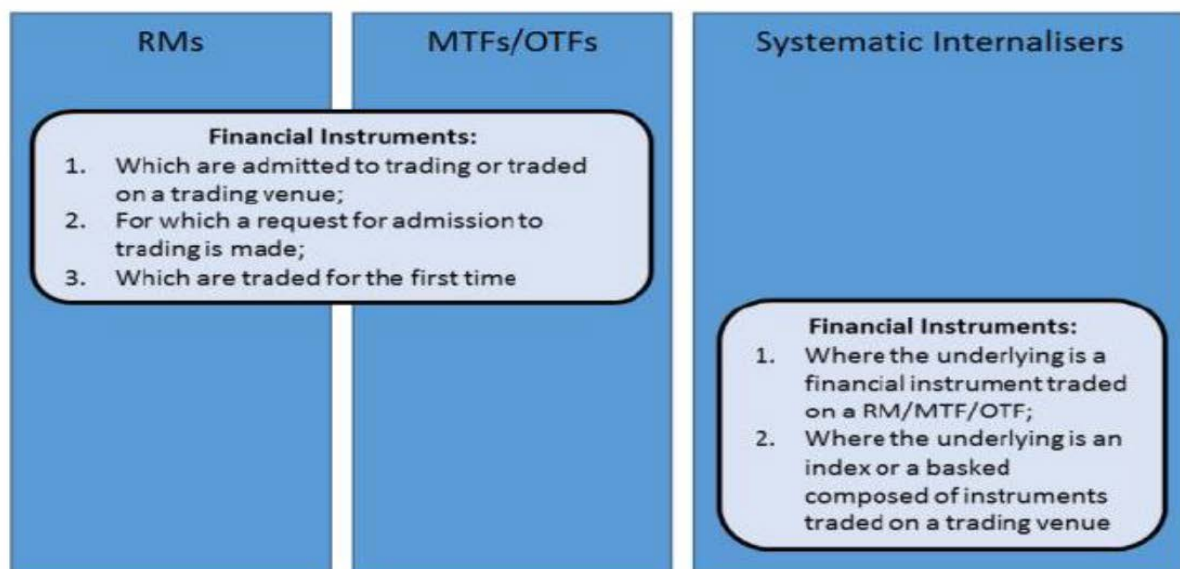 RMs
MTFs/OTFs
Systematic Internalisers
Financial Instruments:
1. Which are admitted to trading or traded
on a trading venue;
2. For which a request for admission to
trading is made;
3. Which are traded for the first time
Financial Instruments:
1. Where the underlying is a
financial instrument traded
on a RM/MTF/OTF;
2. Where the underlying is an
index or a basked
composed of instruments
traded on a trading venue